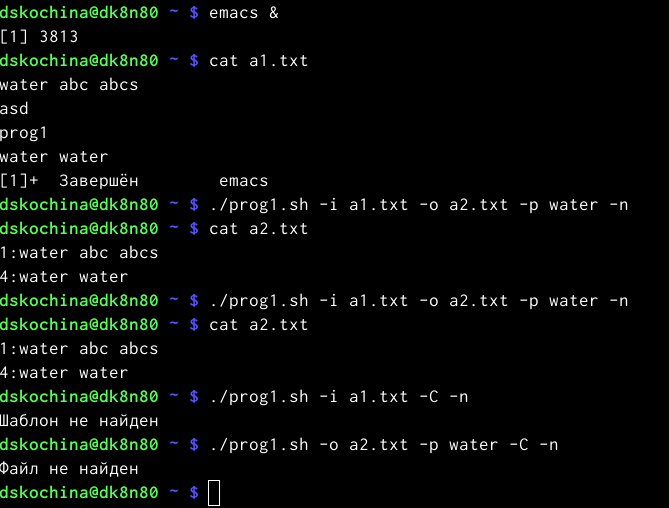 dskochina@dk8n80 ~ $ emacs &
[1] 3813
dskochina@dk8n80 ~ $ cat a1.txt
water abc abcs
asd
prog1
water water
[1]+  Завершён        emacs
dskochina@dk8n80 ~ $ ./prog1.sh -i a1.txt -o a2.txt -p water -n
dskochina@dk8n80 ~ $ cat a2.txt
1:water abc abcs
4:water water
dskochina@dk8n80 ~ $ ./prog1.sh -i a1.txt -o a2.txt -p water -n
dskochina@dk8n80 ~ $ cat a2.txt
1:water abc abcs
4:water water
dskochina@dk8n80 ~ $ ./prog1.sh -i a1.txt -C -n
Шаблон не найден
dskochina@dk8n80 ~ $ ./prog1.sh -o a2.txt -p water -C -n
Файл не найден
dskochina@dk8n80 ~ $